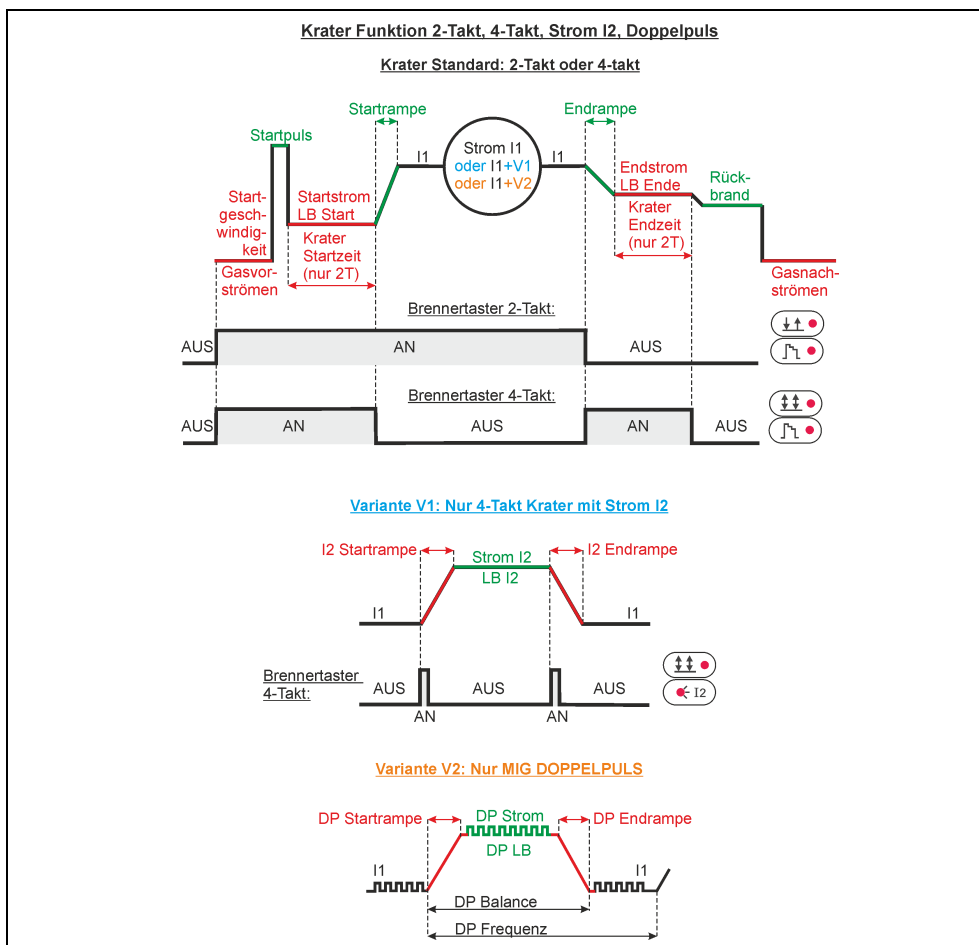 Krater Funktion 2-Takt, 4-Takt, Strom I2, Doppelpuls
Krater Standard: 2-Takt oder 4-takt
Startrampe
Endrampe
Startpuls
I1
Strom I1
oder I1+V1
oder I1+V2
I1
Start-
geschw-
indig-
keit
Startstrom
LB Start
Endstrom
LB Ende
Rück-
brand
Gasvor-
strömen
Krater
Startzeit
(nur 2T)
Krater
Endzeit
(nur 2T)
Gasnach-
strömen
Brennertaster 2-Takt:
AUS
AN
AUS
Brennertaster 4-Takt:
AUS
AN
AUS
AN
AUS
Variante V1: Nur 4-Takt Krater mit Strom I2
I2 Startrampe
Strom I2
LB I2
I2 Endrampe
I1
I1
Brennertaster
4-Takt:
AUS
AN
AUS
AN
AUS
I2
Variante V2: Nur MIG DOPPELPULS
DP Startrampe
DP Strom
DP LB
DP Endrampe
I1
I1
DP Balance
DP Frequenz